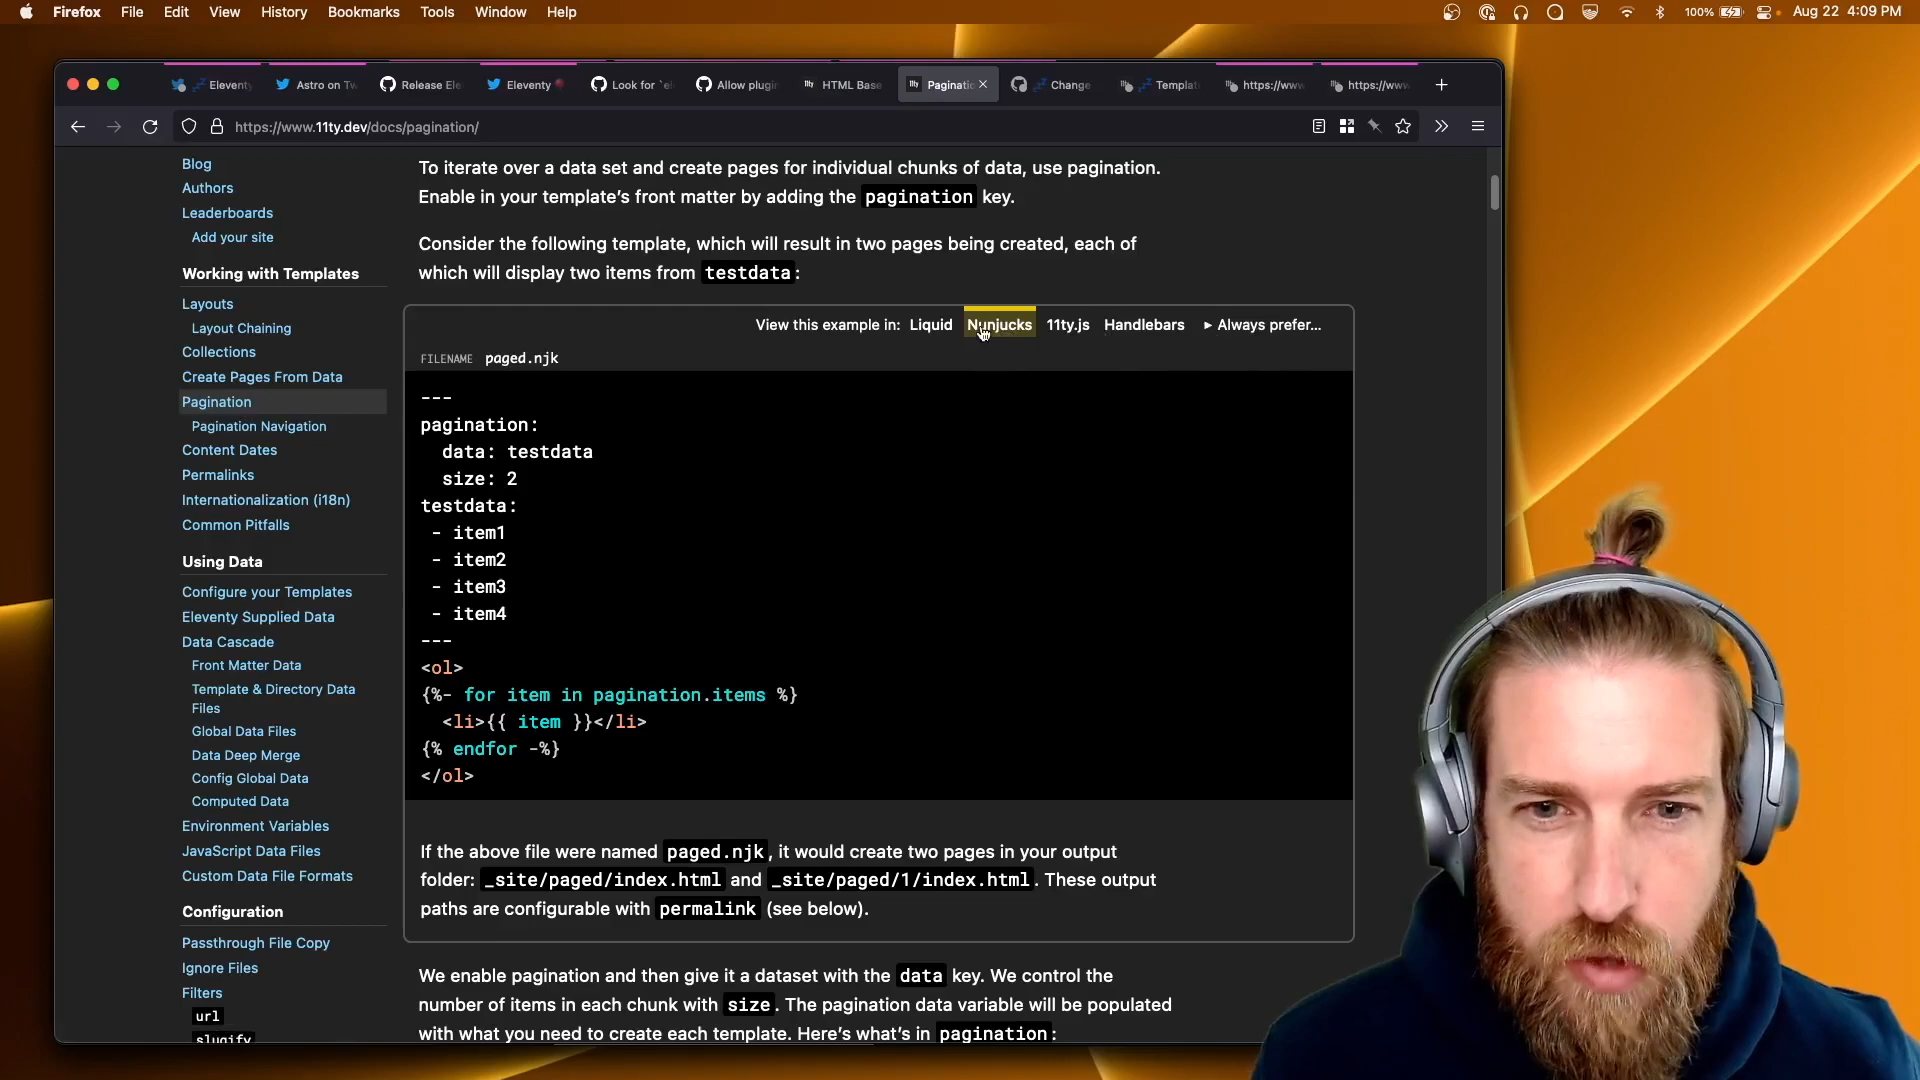 Firefox File Edit View History Bookmarks Tools Window Help
100% Aug 22 4:09 PM
Eleventy Astro on Tw Release Ele Eleventy Look for `el Allow plugin HTML Base Paginatio Change Templat https://www https://www
https://www.11ty.dev/docs/pagination/
Blog
Authors
Leaderboards
Add your site
Working with Templates
Layouts
Layout Chaining
Collections
Create Pages From Data
Pagination
Pagination Navigation
Content Dates
Permalinks
Internationalization (i18n)
Common Pitfalls
Using Data
Configure your Templates
Eleventy Supplied Data
Data Cascade
Front Matter Data
Template & Directory Data
Files
Global Data Files
Data Deep Merge
Config Global Data
Computed Data
Environment Variables
JavaScript Data Files
Custom Data File Formats
Configuration
Passthrough File Copy
Ignore Files
Filters
url
slugify
To iterate over a data set and create pages for individual chunks of data, use pagination.
Enable in your template’s front matter by adding the pagination key.
Consider the following template, which will result in two pages being created, each of
which will display two items from testdata:
View this example in: Liquid Nunjucks 11ty.js Handlebars ▸ Always prefer…
FILENAME paged.njk
---
pagination:
  data: testdata
  size: 2
testdata:
 - item1
 - item2
 - item3
 - item4
---
<ol>
{%- for item in pagination.items %}
  <li>{{ item }}</li>
{% endfor -%}
</ol>
If the above file were named paged.njk, it would create two pages in your output
folder: _site/paged/index.html and _site/paged/1/index.html. These output
paths are configurable with permalink (see below).
We enable pagination and then give it a dataset with the data key. We control the
number of items in each chunk with size. The pagination data variable will be populated
with what you need to create each template. Here’s what’s in pagination: